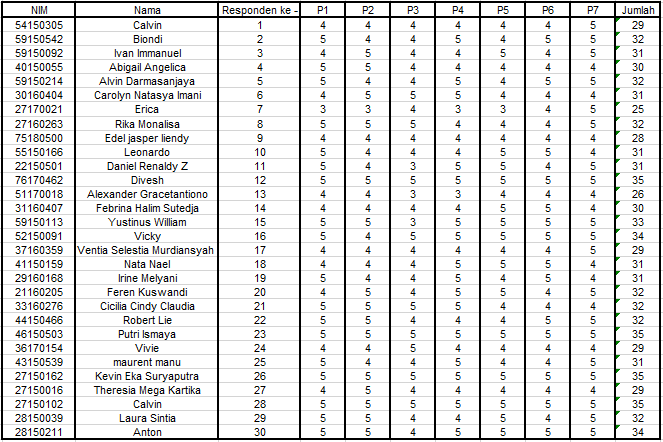 NIM Nama Responden ke - P1 P2 P3 P4 P5 P6 P7 Jumlah
54150305 Calvin 1 4 4 4 4 4 4 5 29
59150542 Biondi 2 5 5 4 5 4 4 5 32
59150092 Ivan Immanuel 3 4 5 4 4 5 4 5 31
40150055 Abigail Angelica 4 5 5 4 4 4 4 4 30
59150214 Alvin Darmasanjaya 5 5 4 4 5 4 5 5 32
30160404 Carolyn Natasya Imani 6 4 5 5 5 4 4 4 31
27170021 Erica 7 3 3 4 3 3 4 5 25
27160263 Rika Monalisa 8 5 5 5 4 4 4 5 32
75180500 Edel jasper liendy 9 4 4 4 4 4 4 4 28
55150166 Leonardo 10 5 4 4 4 5 5 4 31
22150501 Daniel Renaldy Z 11 5 4 3 5 5 4 5 31
76170462 Divesh 12 5 5 5 5 5 5 5 35
51170018 Alexander Gracetantiono 13 4 4 3 3 4 4 4 26
31160407 Febrina Halim Sutedja 14 4 4 4 4 5 5 4 30
59150113 Yustinus William 15 5 5 3 5 5 5 5 33
52150091 Vicky 16 5 4 5 5 5 5 5 34
37160359 Ventia Selestia Murdiansyah 17 4 4 4 4 4 4 5 29
41150159 Nata Nael 18 4 4 4 5 5 5 4 31
29160168 Irine Melyani 19 5 4 4 4 5 5 4 31
21160205 Feren Kuswandi 20 4 5 4 5 5 4 5 32
33160276 Cicilia Cindy Claudia 21 5 5 5 5 4 4 4 32
44150466 Robert Lie 22 5 5 4 4 4 5 5 32
46150503 Putri Ismaya 23 5 5 5 5 5 5 5 35
36170154 Vivie 24 4 4 5 4 4 4 4 29
43150539 maurent manu 25 5 4 4 5 4 4 5 31
27150162 Kevin Eka Suryaputra 26 5 5 5 5 5 5 5 35
27150016 Theresia Mega Kartika 27 4 5 4 4 4 4 4 29
27150102 Calvin 28 5 5 5 5 5 5 5 35
28150039 Laura Sintia 29 5 5 4 4 5 4 5 32
28150211 Anton 30 5 5 5 5 5 5 4 34